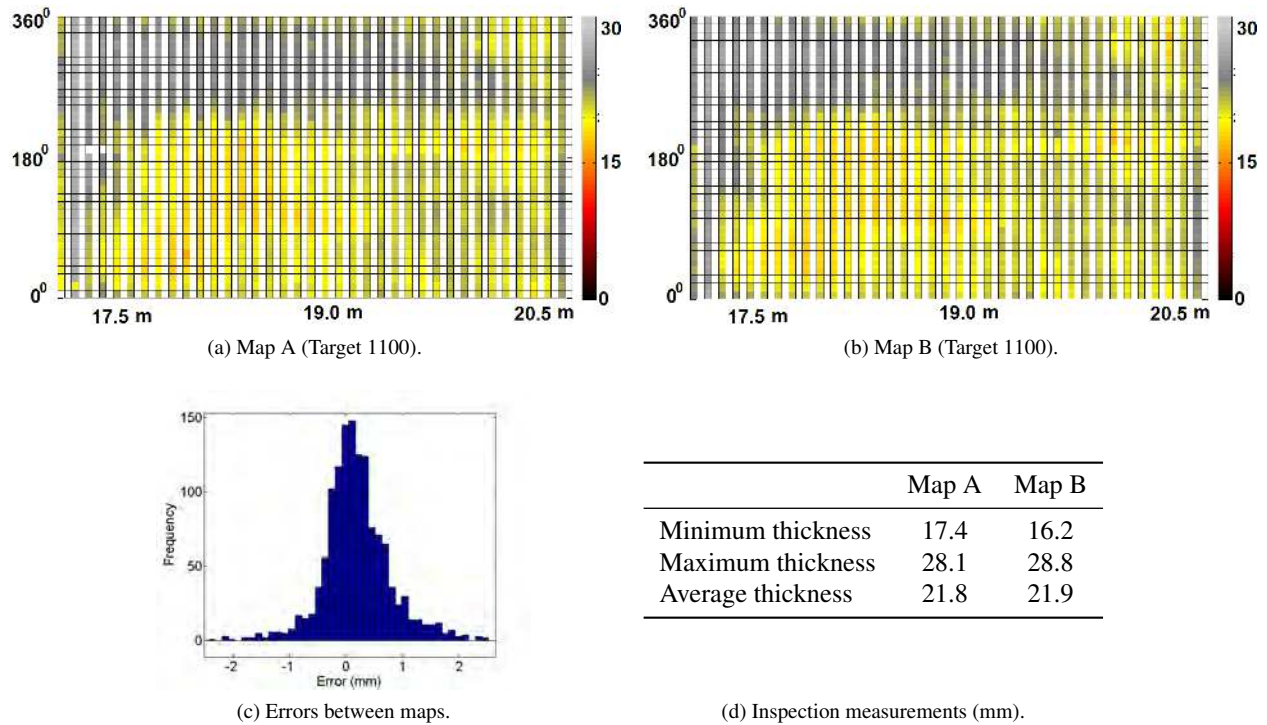 360⁰
180⁰
0⁰
17.5 m 19.0 m 20.5 m
30
15
0
(a) Map A (Target 1100).
360⁰
180⁰
0⁰
17.5 m 19.0 m 20.5 m
30
15
0
(b) Map B (Target 1100).
150
100
50
0
Frequency
-2 -1 0 1 2
Error (mm)
(c) Errors between maps.
Map A Map B
Minimum thickness 17.4 16.2
Maximum thickness 28.1 28.8
Average thickness 21.8 21.9
(d) Inspection measurements (mm).